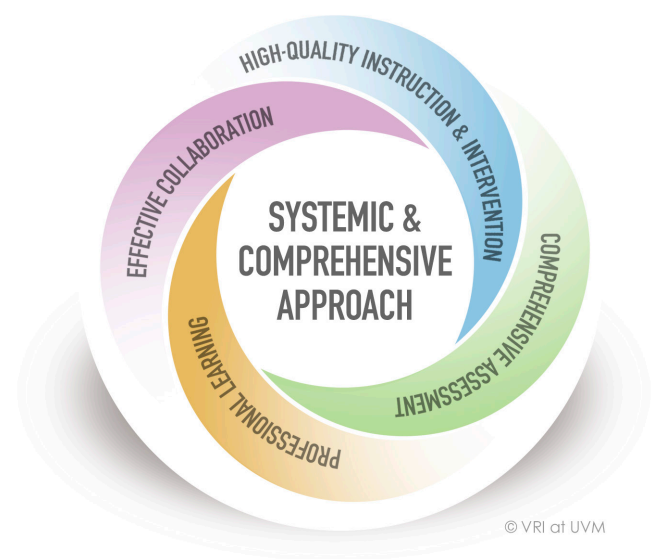 HIGH-QUALITY INSTRUCTION & INTERVENTION
EFFECTIVE COLLABORATION
SYSTEMIC &
COMPREHENSIVE
APPROACH
COMPREHENSIVE ASSESSMENT
PROFESSIONAL LEARNING
© VRI at UVM